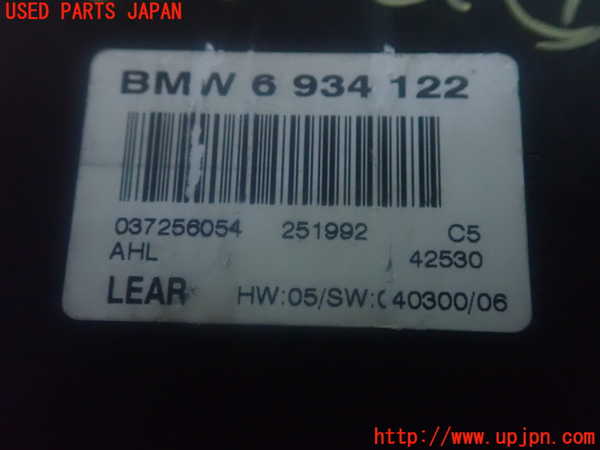 USED PARTS JAPAN
BMW 6 934 122
037256054 251992 C5
AHL 42530
LEAR HW:05/SW: 40300/06
http://www.upjpn.com